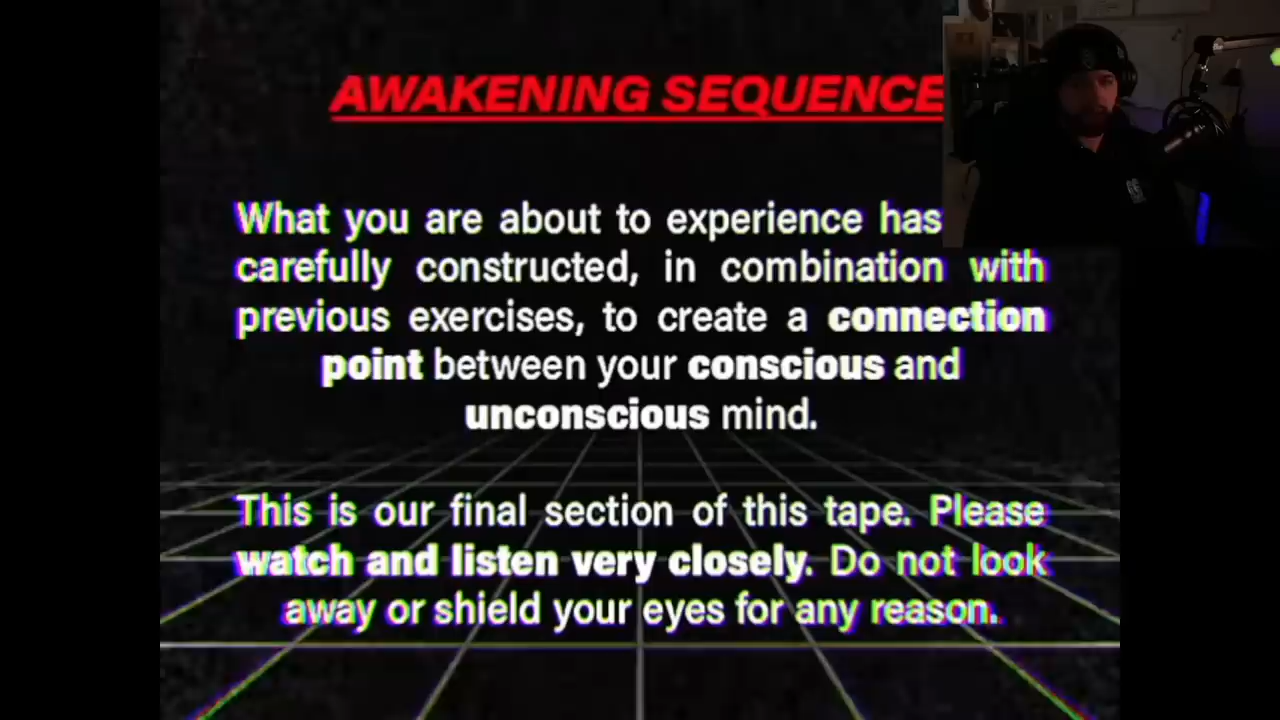 AWAKENING SEQUENCE
What you are about to experience has
carefully constructed, in combination with
previous exercises, to create a connection
point between your conscious and
unconscious mind.
This is our final section of this tape. Please
watch and listen very closely. Do not look
away or shield your eyes for any reason.